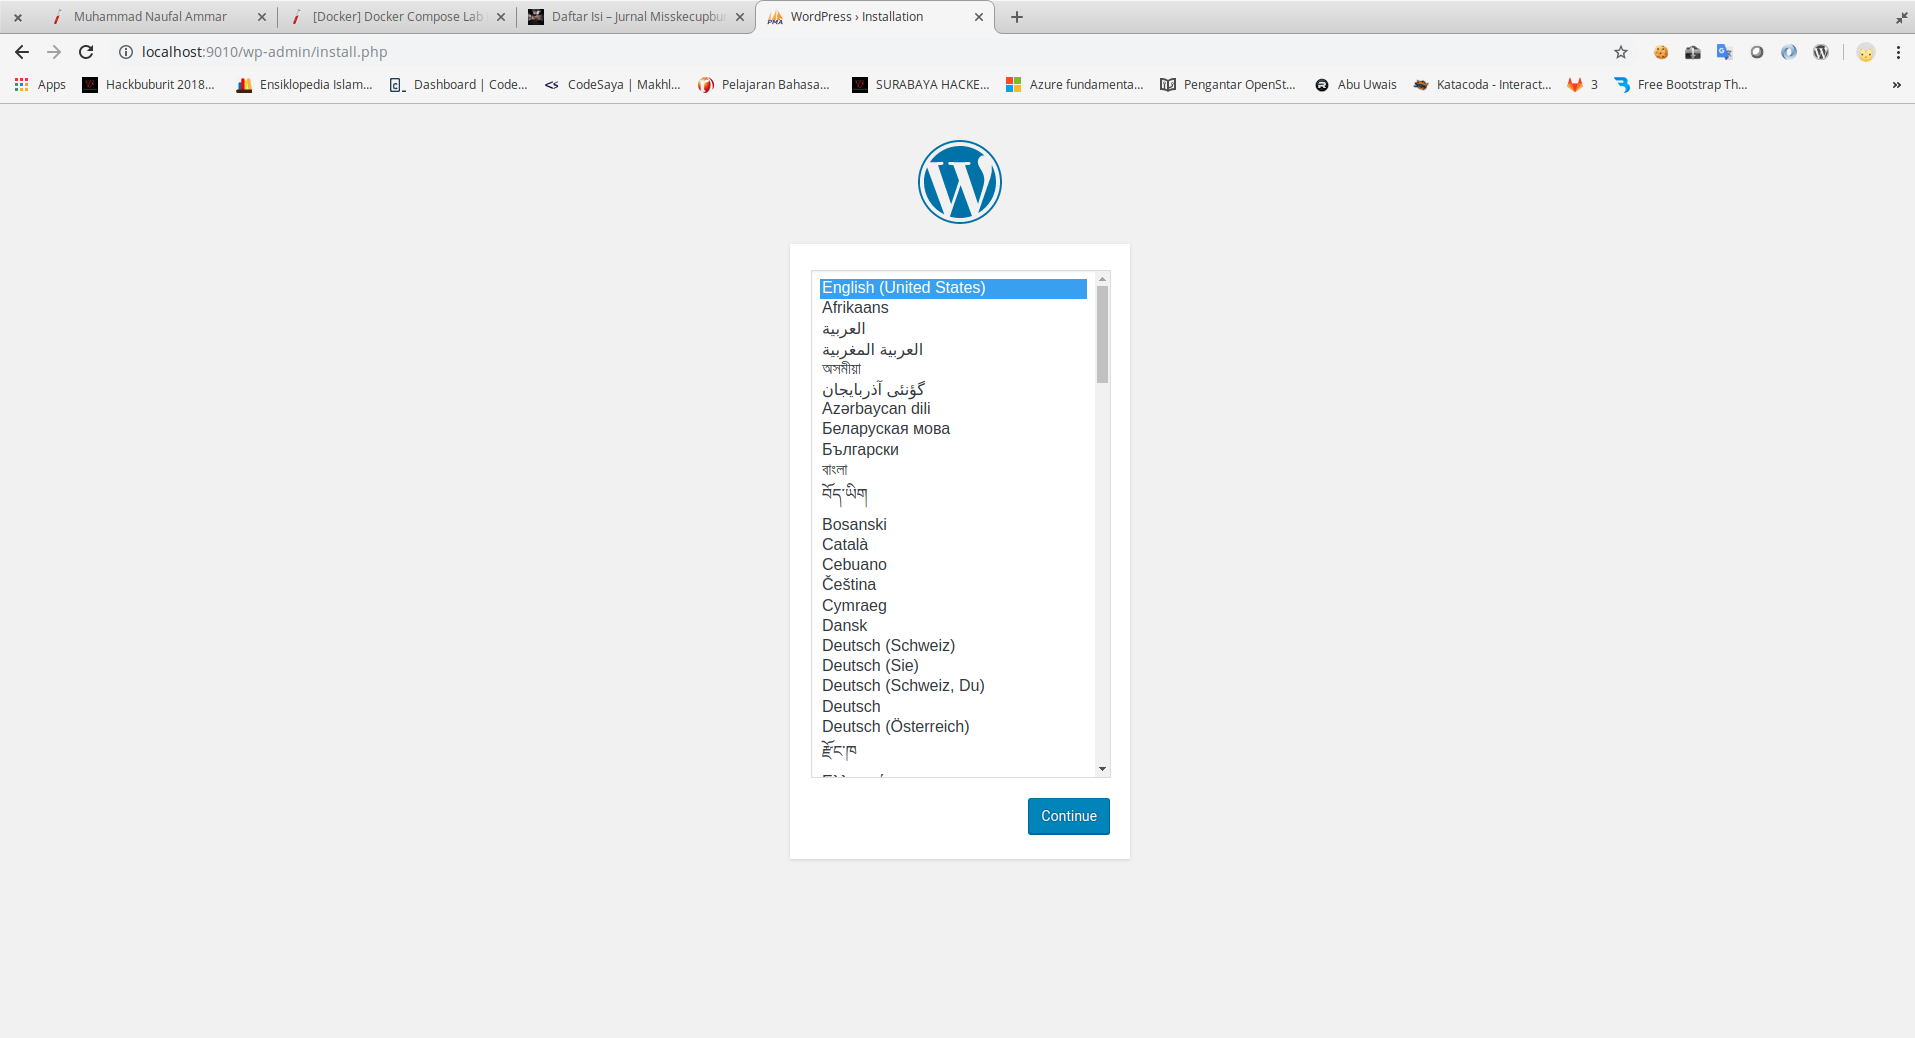 Muhammad Naufal Ammar
[Docker] Docker Compose Lab
Daftar Isi – Jurnal Misskecupbu
WordPress › Installation
localhost:9010/wp-admin/install.php
Apps
Hackbuburit 2018...
Ensiklopedia Islam...
Dashboard | Code...
CodeSaya | Makhl...
Pelajaran Bahasa...
SURABAYA HACKE...
Azure fundamenta...
Pengantar OpenSt...
Abu Uwais
Katacoda - Interact...
3
Free Bootstrap Th...
English (United States)
Afrikaans
العربية
العربية المغربية
অসমীয়া
گؤنئی آذربایجان
Azərbaycan dili
Беларуская мова
Български
বাংলা
བོད་ཡིག
Bosanski
Català
Cebuano
Čeština
Cymraeg
Dansk
Deutsch (Schweiz)
Deutsch (Sie)
Deutsch (Schweiz, Du)
Deutsch
Deutsch (Österreich)
རྫོང་ཁ
Continue